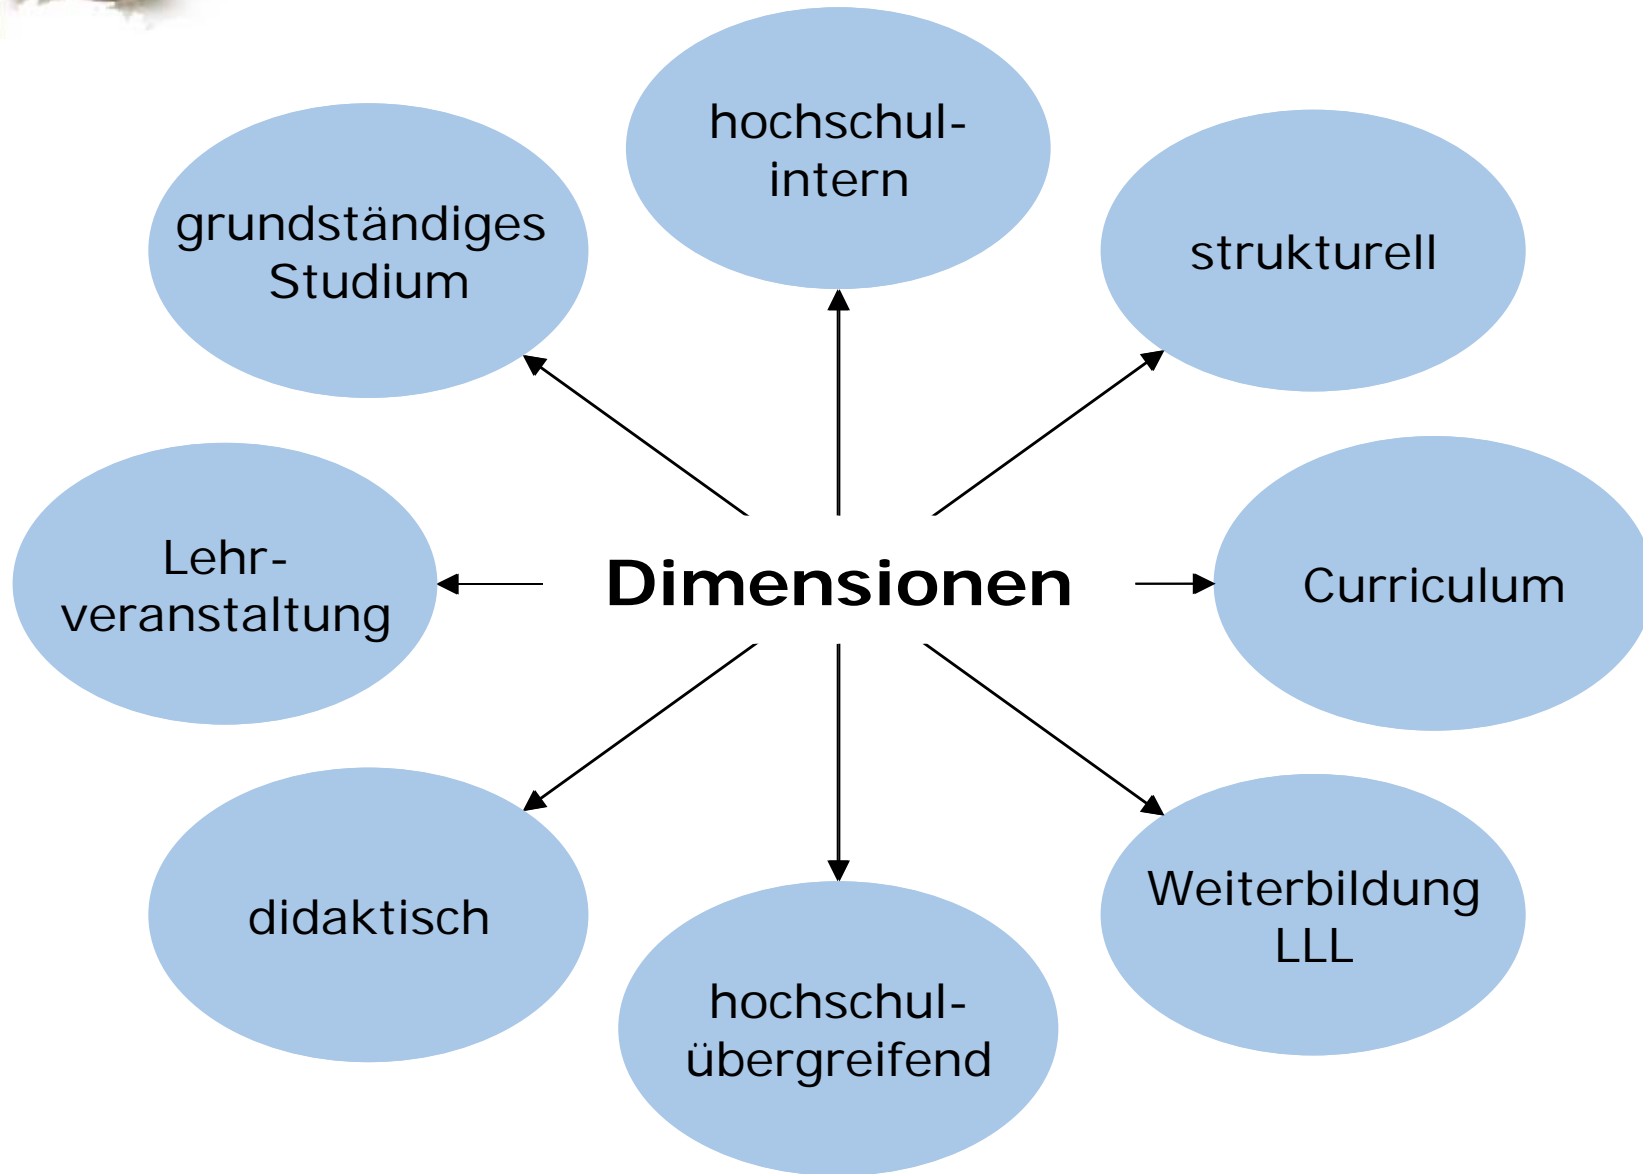 hochschul-
intern
grundständiges
Studium
strukturell
Lehr-
veranstaltung
Dimensionen
Curriculum
didaktisch
Weiterbildung
LLL
hochschul-
übergreifend